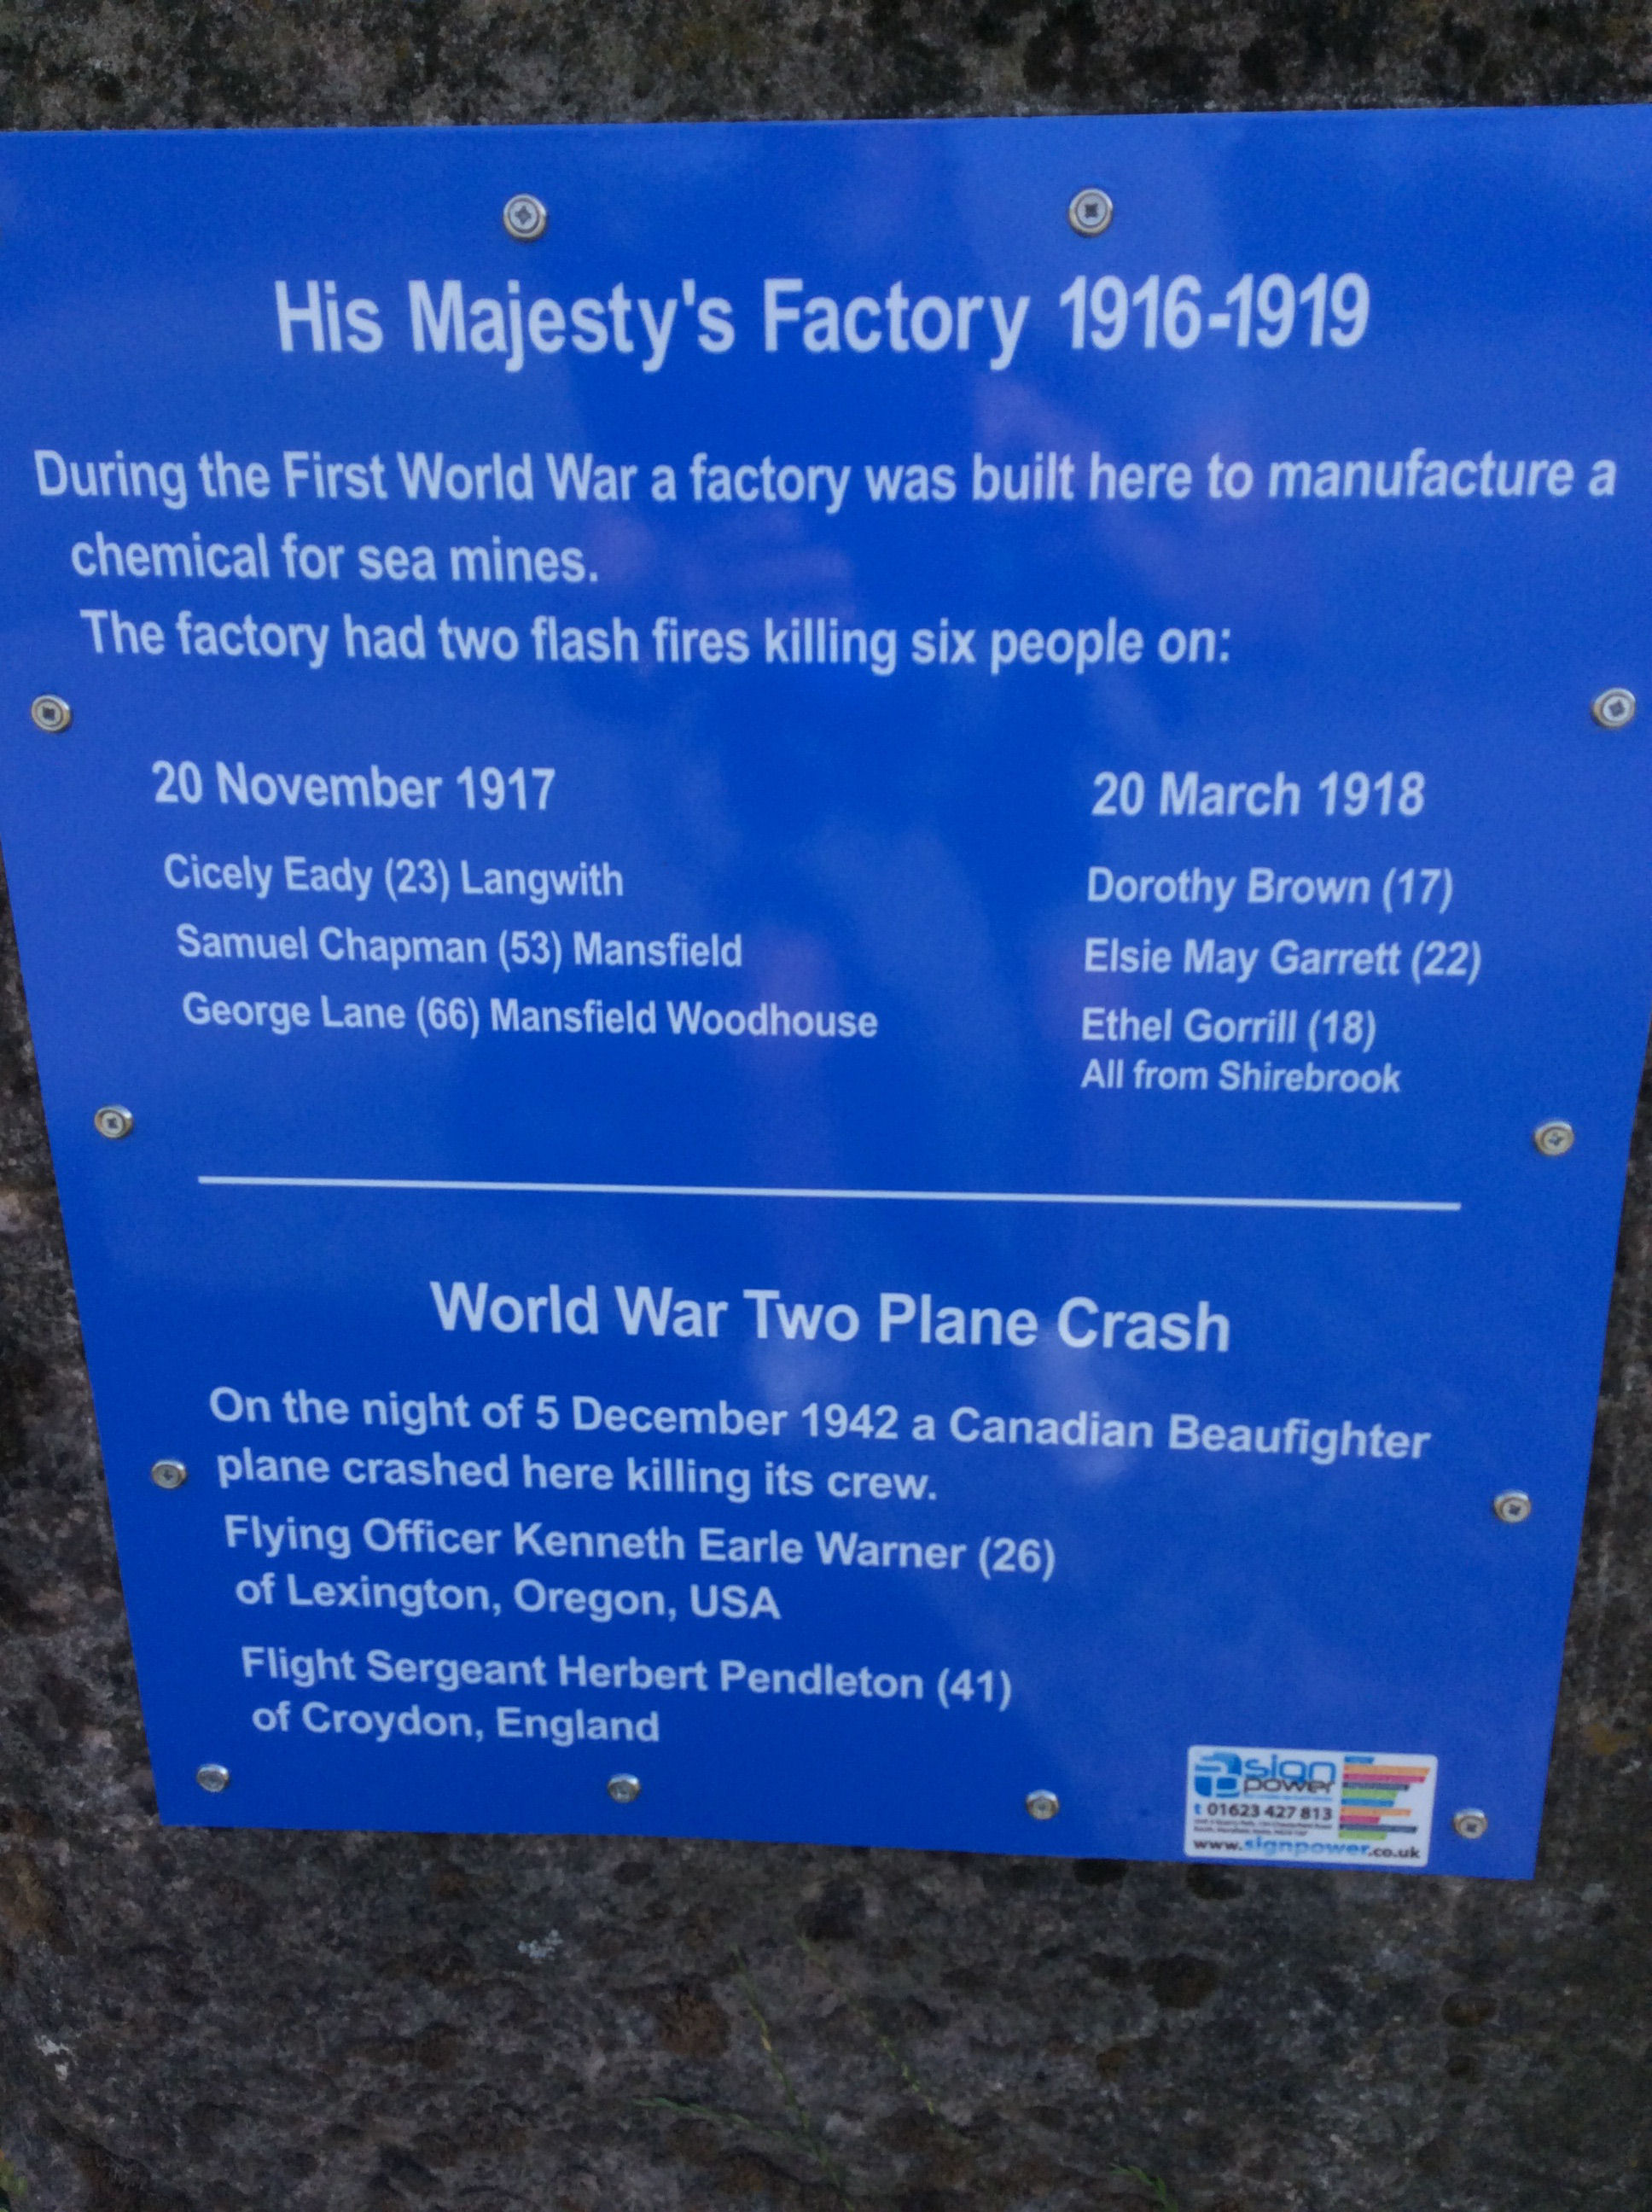 His Majesty's Factory 1916-1919
During the First World War a factory was built here to manufacture a
chemical for sea mines.
The factory had two flash fires killing six people on:
20 November 1917
Cicely Eady (23) Langwith
Samuel Chapman (53) Mansfield
George Lane (66) Mansfield Woodhouse
20 March 1918
Dorothy Brown (17)
Elsie May Garrett (22)
Ethel Gorrill (18)
All from Shirebrook
World War Two Plane Crash
On the night of 5 December 1942 a Canadian Beaufighter
plane crashed here killing its crew.
Flying Officer Kenneth Earle Warner (26)
of Lexington, Oregon, USA
Flight Sergeant Herbert Pendleton (41)
of Croydon, England
sign
power
t 01623 427 813
www.signpower.co.uk